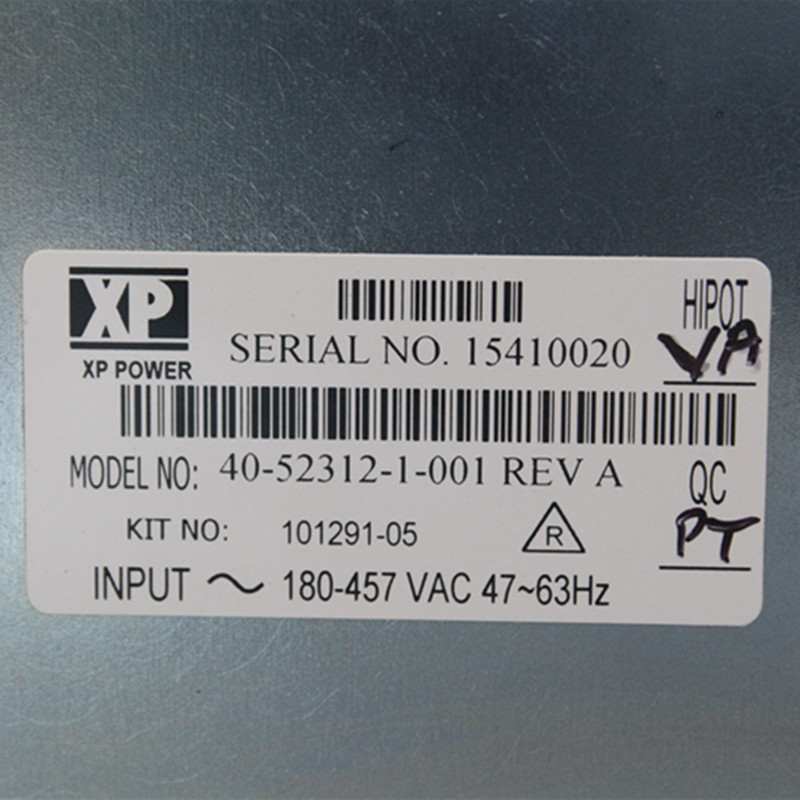 XP
XP POWER
SERIAL NO. 15410020
HIPOT
VA
MODEL NO: 40-52312-1-001 REV A
QC
PT
KIT NO: 101291-05
R
INPUT ~ 180-457 VAC 47~63Hz